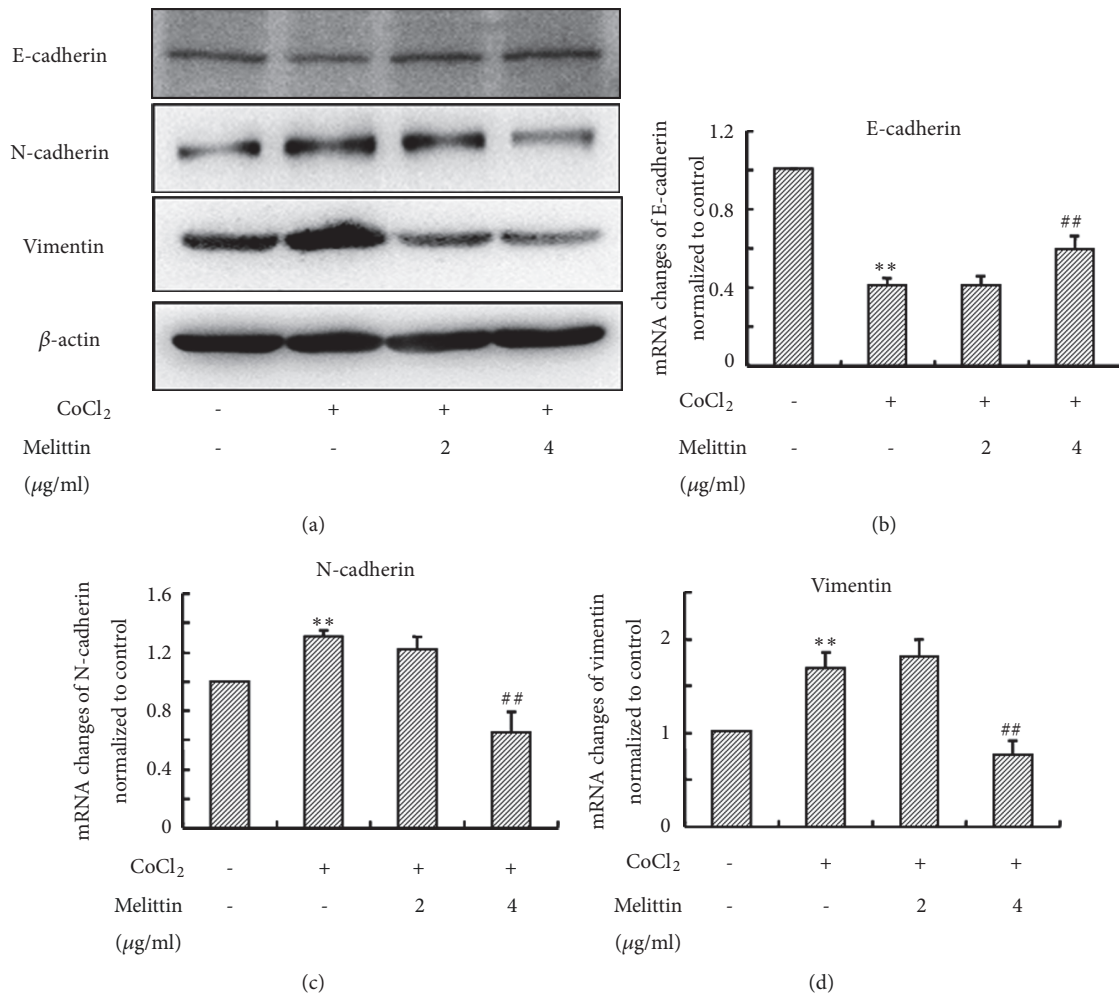 E-cadherin
N-cadherin
Vimentin
β-actin
CoCl₂ - + + +
Melittin - - 2 4
(μg/ml)
(a)
E-cadherin
mRNA changes of E-cadherin
normalized to control
1.2
0.8
0.4
0
**
##
CoCl₂ - + + +
Melittin - - 2 4
(μg/ml)
(b)
N-cadherin
mRNA changes of N-cadherin
normalized to control
1.6
1.2
0.8
0.4
0
**
##
CoCl₂ - + + +
Melittin - - 2 4
(μg/ml)
(c)
Vimentin
mRNA changes of vimentin
normalized to control
2
1
0
**
##
CoCl₂ - + + +
Melittin - - 2 4
(μg/ml)
(d)